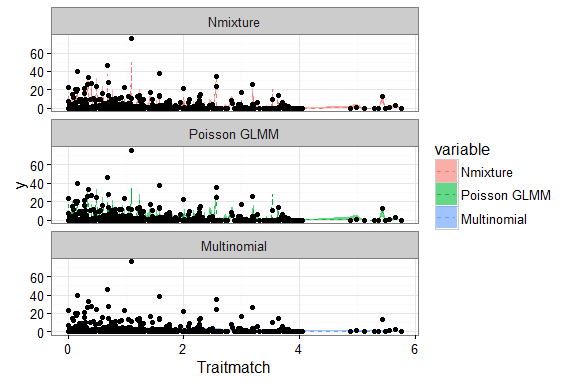 Nmixture
60
40
20
0
Poisson GLMM
60
40
20
0
Multinomial
60
40
20
0
y
0 2 4 6
Traitmatch
variable
Nmixture
Poisson GLMM
Multinomial